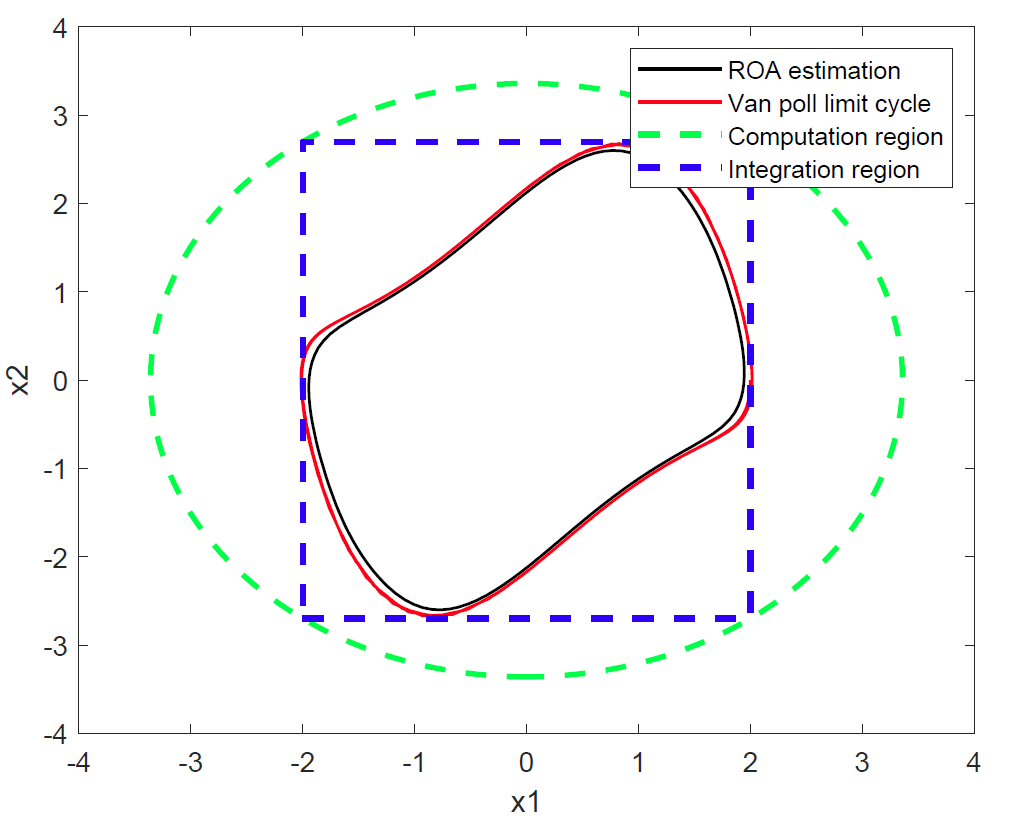 4
3
2
1
0
-1
-2
-3
-4
x2
ROA estimation
Van poll limit cycle
Computation region
Integration region
-4 -3 -2 -1 0 1 2 3 4
x1